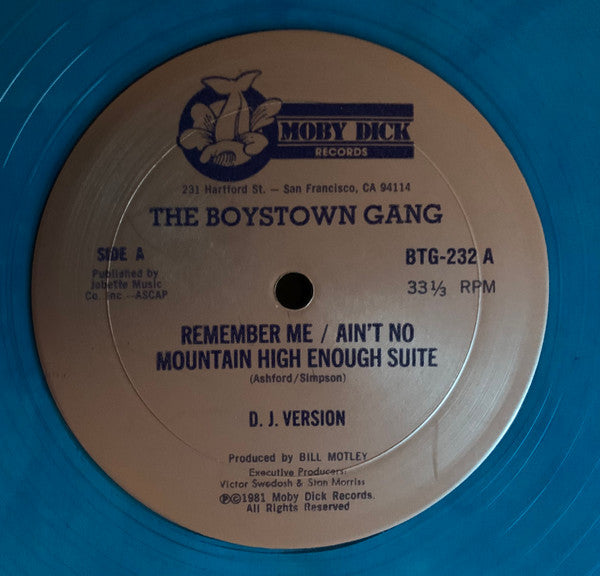 MOBY DICK
RECORDS
231 Hartford St. — San Francisco, CA 94114
THE BOYSTOWN GANG
SIDE A
Published by
Jobette Music
Co. Inc —ASCAP
BTG-232 A
33⅓ RPM
REMEMBER ME / AIN'T NO
MOUNTAIN HIGH ENOUGH SUITE
(Ashford/Simpson)
D. J. VERSION
Produced by BILL MOTLEY
Executive Producers:
Victor Swedosh & Stan Morriss
℗©1981 Moby Dick Records.
All Rights Reserved